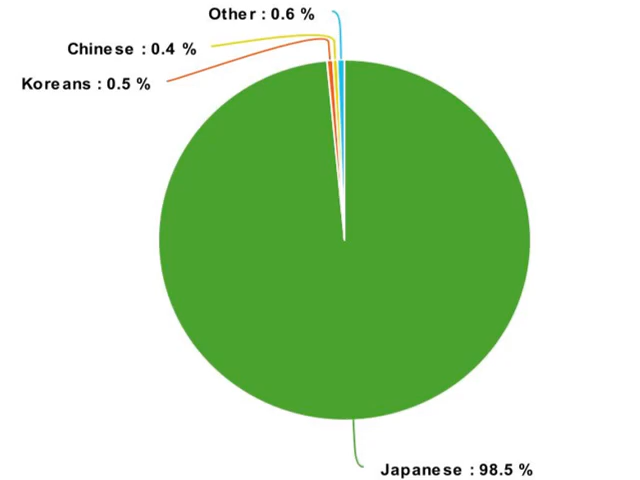 Other : 0.6 %
Chinese : 0.4 %
Koreans : 0.5 %
Japanese : 98.5 %